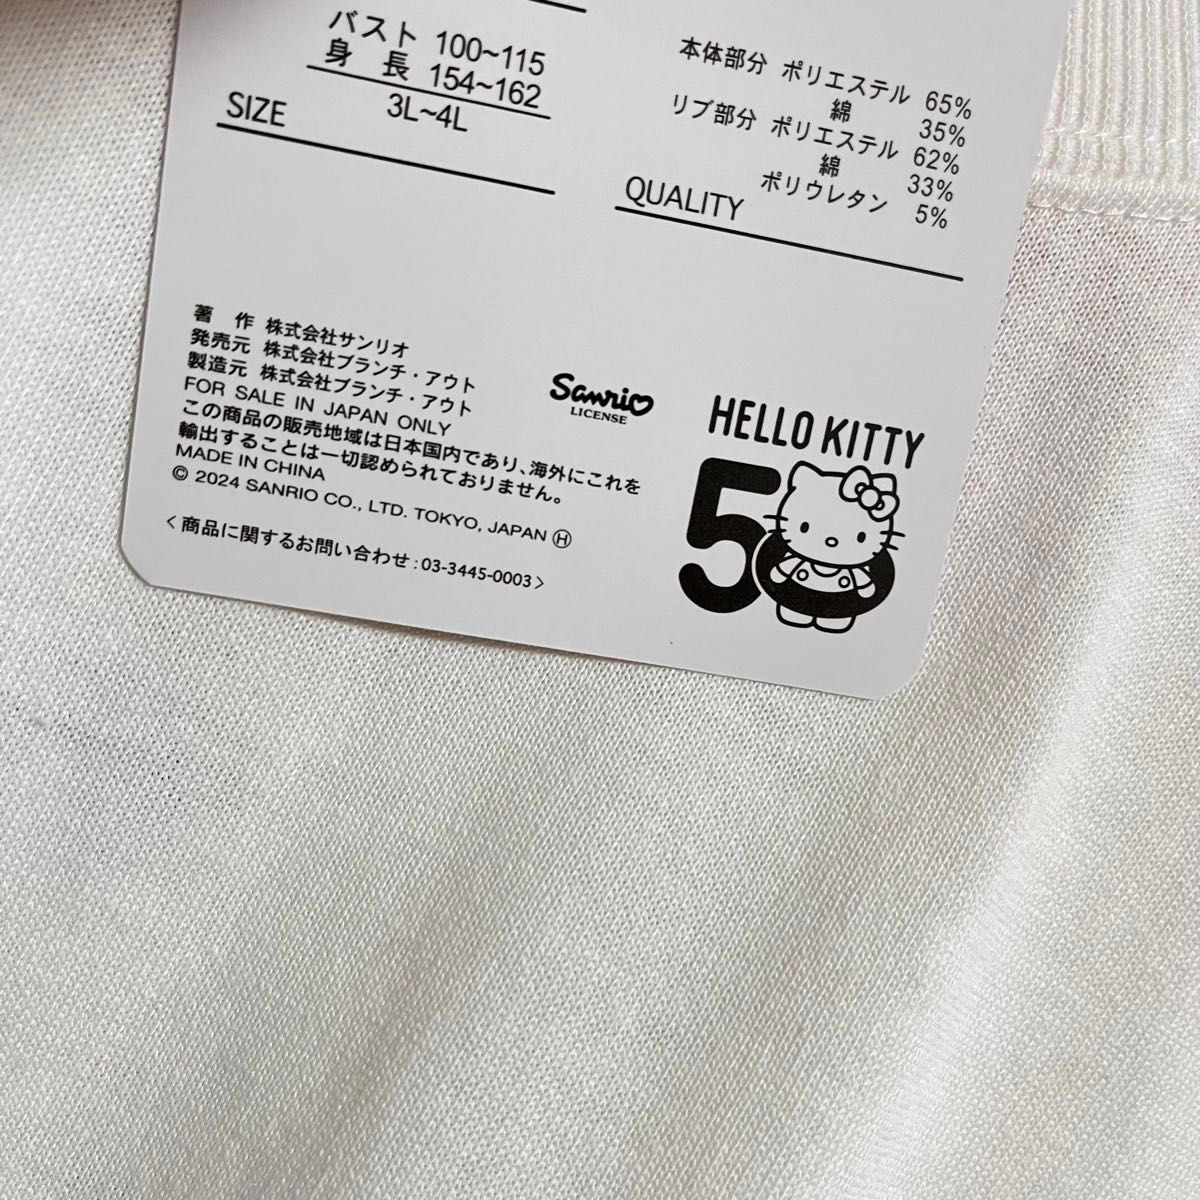 バスト 100~115
身 長 154~162
3L~4L
SIZE
本体部分 ポリエステル 65%
綿 35%
リブ部分 ポリエステル 62%
綿 33%
ポリウレタン 5%
QUALITY
著 作 株式会社サンリオ
発売元 株式会社ブランチ・アウト
製造元 株式会社ブランチ・アウト
FOR SALE IN JAPAN ONLY
この商品の販売地域は日本国内であり、海外にこれを
輸出することは一切認められておりません。
MADE IN CHINA
© 2024 SANRIO CO., LTD. TOKYO, JAPAN Ⓗ
<商品に関するお問い合わせ:03-3445-0003>
Sanrio
LICENSE
HELLO KITTY
50